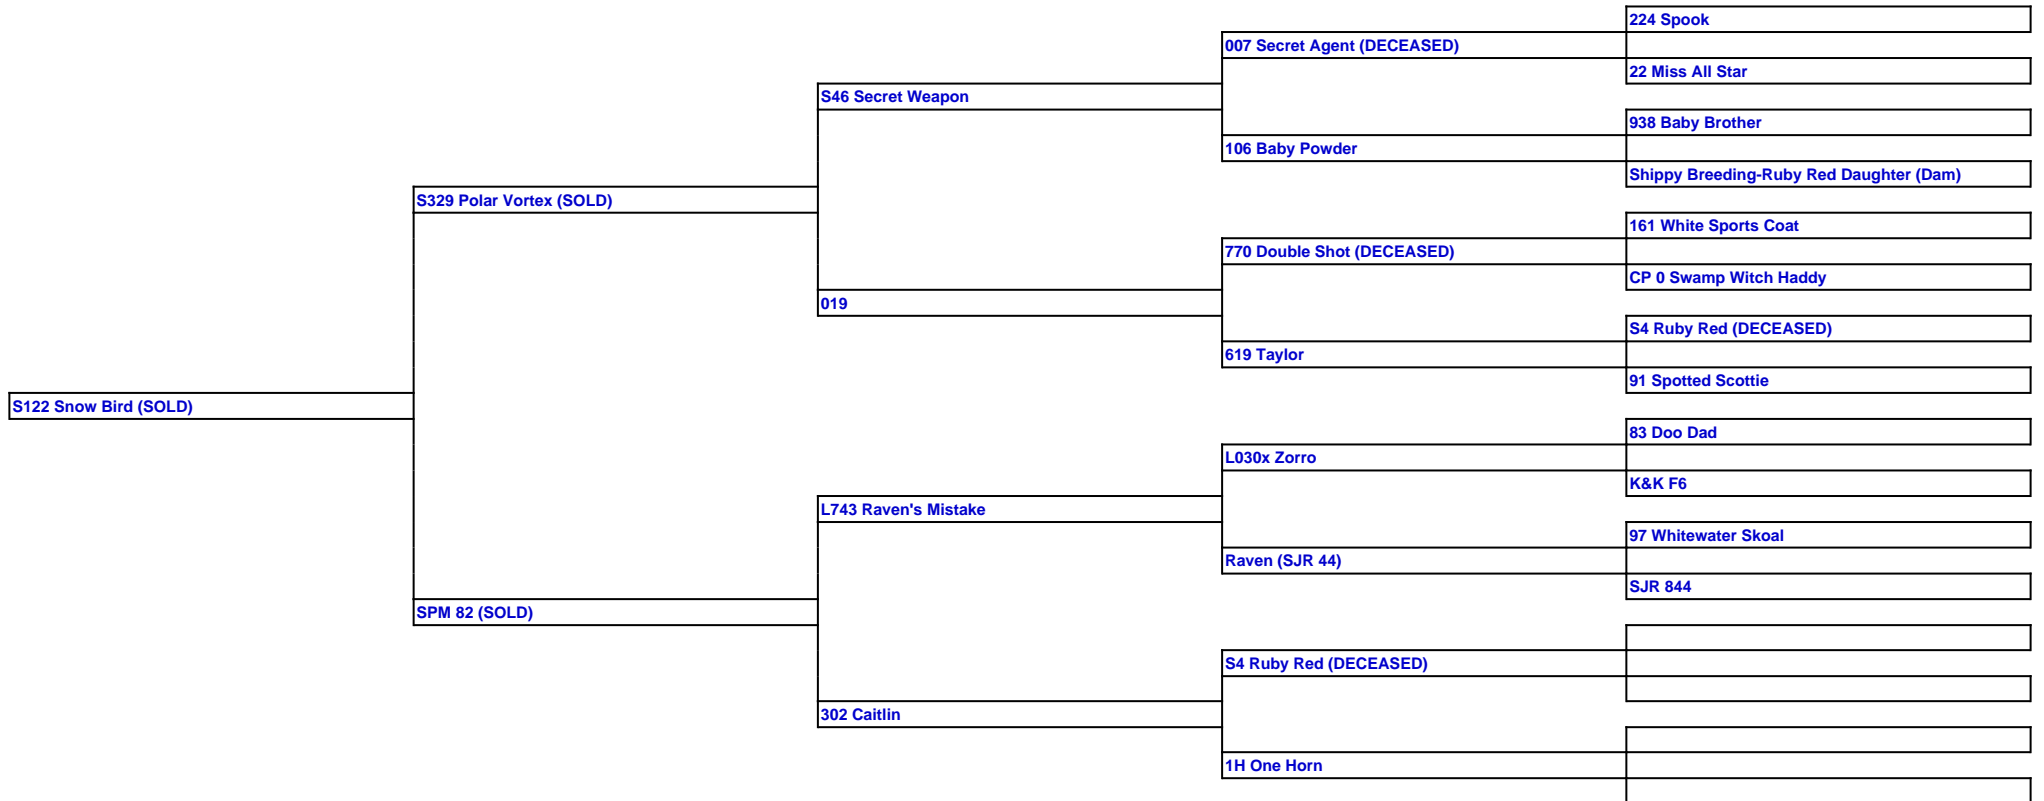 224 Spook
007 Secret Agent (DECEASED)
22 Miss All Star
S46 Secret Weapon
938 Baby Brother
106 Baby Powder
Shippy Breeding-Ruby Red Daughter (Dam)
S329 Polar Vortex (SOLD)
161 White Sports Coat
770 Double Shot (DECEASED)
CP 0 Swamp Witch Haddy
019
S4 Ruby Red (DECEASED)
619 Taylor
91 Spotted Scottie
S122 Snow Bird (SOLD)
83 Doo Dad
L030x Zorro
K&K F6
L743 Raven's Mistake
97 Whitewater Skoal
Raven (SJR 44)
SJR 844
SPM 82 (SOLD)
S4 Ruby Red (DECEASED)
302 Caitlin
1H One Horn